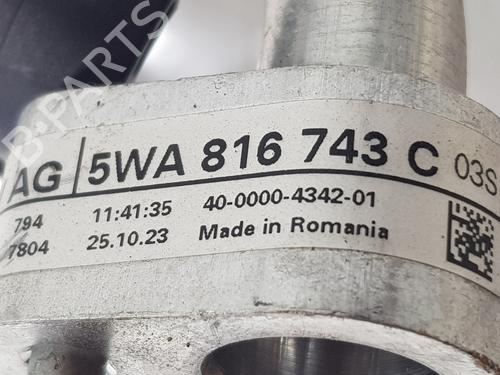 AG 5WA 816 743 C 03S
794 11:41:35 40-0000-4342-01
7804 25.10.23 Made in Romania
B-PARTS